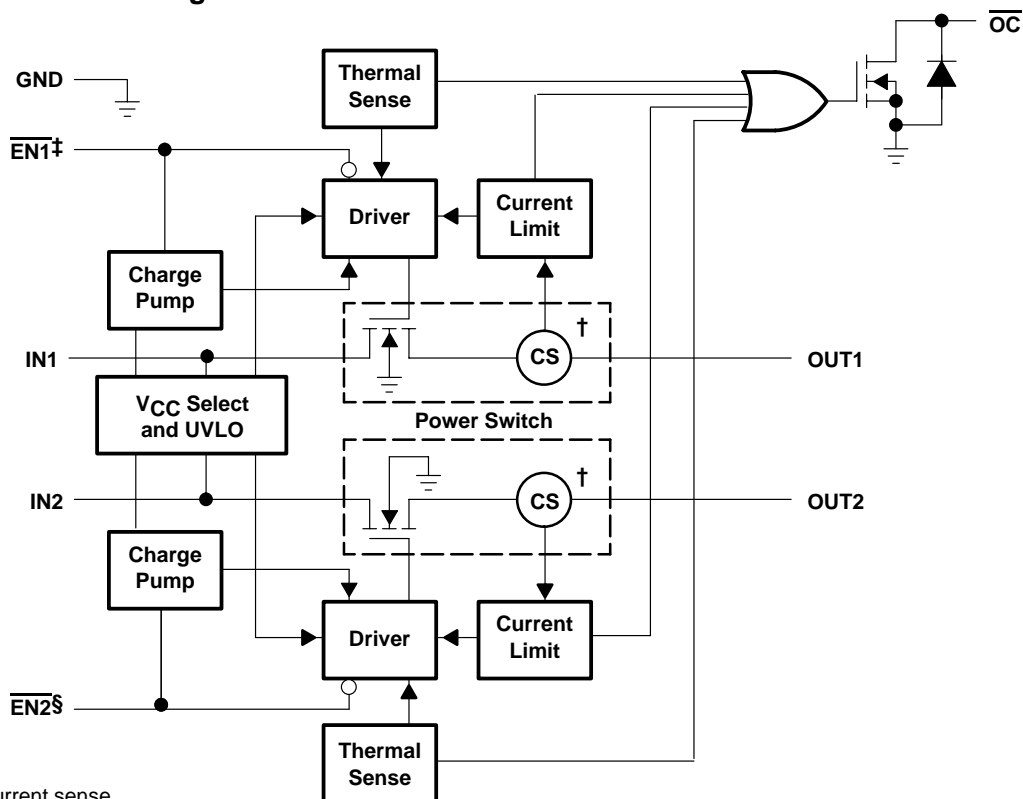 OC
GND
Thermal
Sense
EN1‡
Driver
Current
Limit
Charge
Pump
†
IN1
CS
OUT1
VCC Select
and UVLO
Power Switch
†
IN2
CS
OUT2
Charge
Pump
Driver
Current
Limit
EN2§
Thermal
Sense
sense